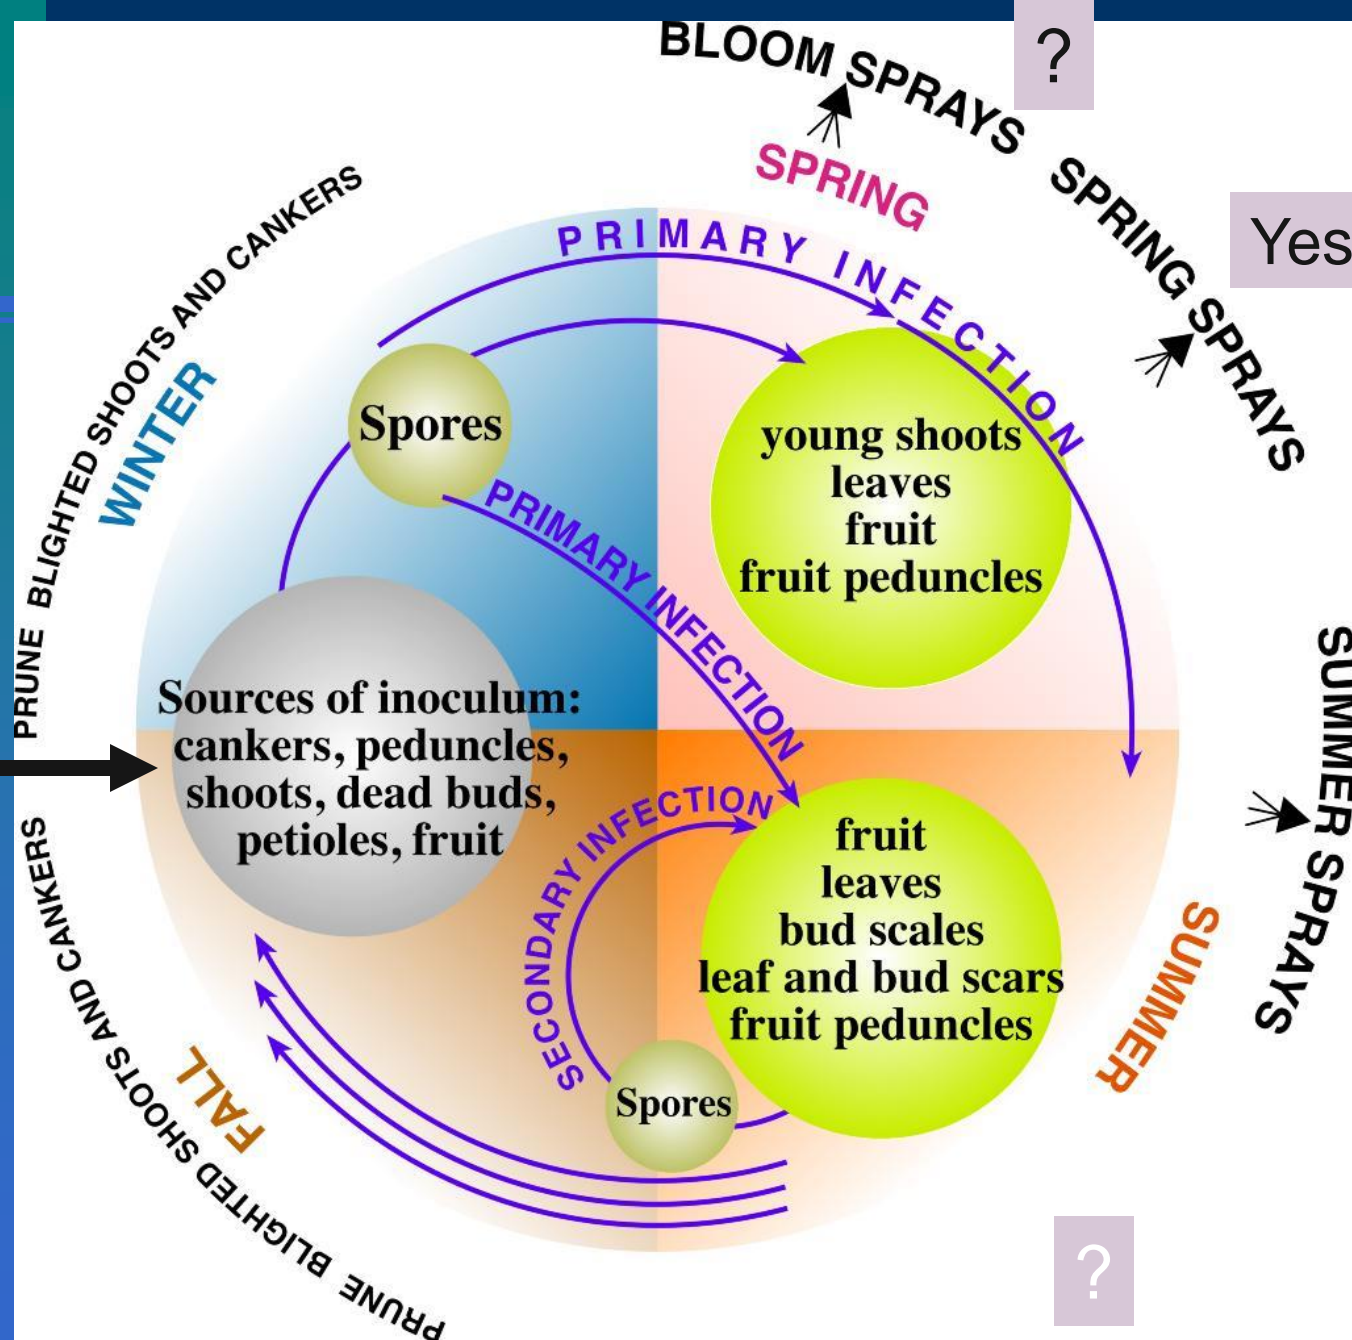 BLOOM SPRAYS
?
SPRING
SPRING SPRAYS
Yes
PRUNE BLIGHTED SHOOTS AND CANKERS
WINTER
PRIMARY INFECTION
Spores
young shoots
leaves
fruit
fruit peduncles
PRIMARY INFECTION
Sources of inoculum:
cankers, peduncles,
shoots, dead buds,
petioles, fruit
SECONDARY INFECTION
fruit
leaves
bud scales
leaf and bud scars
fruit peduncles
Spores
SUMMER SPRAYS
SUMMER
FALL
PRUNE BLIGHTED SHOOTS AND CANKERS
?